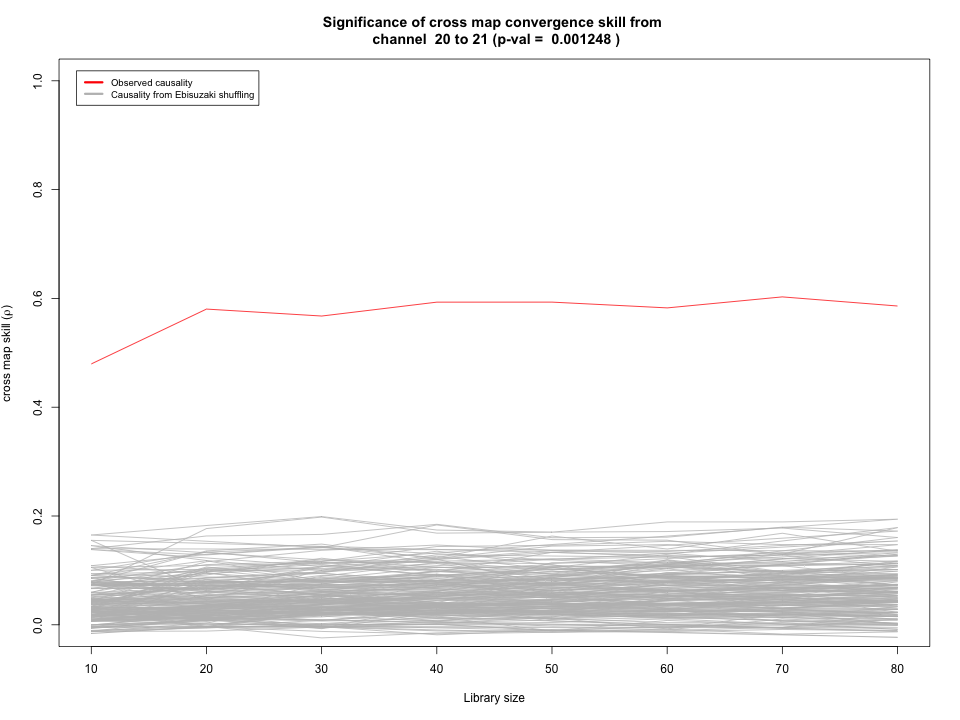 Significance of cross map convergence skill from
channel  20 to 21 (p-val =  0.001248 )
Observed causality
Causality from Ebisuzaki shuffling
cross map skill (ρ)
1.0
0.8
0.6
0.4
0.2
0.0
10 20 30 40 50 60 70 80
Library size